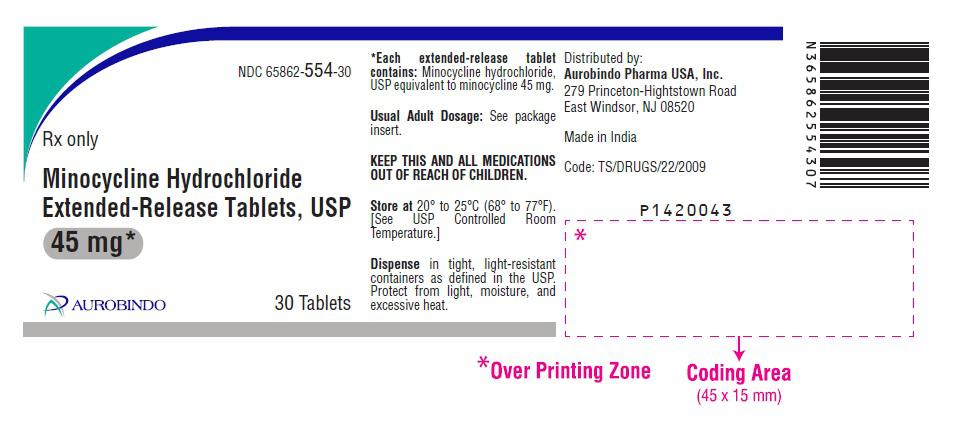 NDC 65862-554-30
Rx only
Minocycline Hydrochloride
Extended-Release Tablets, USP
45 mg*
AUROBINDO
30 Tablets
*Each extended-release tablet
contains: Minocycline hydrochloride,
USP equivalent to minocycline 45 mg.
Usual Adult Dosage: See package
insert.
KEEP THIS AND ALL MEDICATIONS
OUT OF REACH OF CHILDREN.
Store at 20° to 25°C (68° to 77°F).
[See USP Controlled Room
Temperature.]
Dispense in tight, light-resistant
containers as defined in the USP.
Protect from light, moisture, and
excessive heat.
Distributed by:
Aurobindo Pharma USA, Inc.
279 Princeton-Hightstown Road
East Windsor, NJ 08520
Made in India
Code: TS/DRUGS/22/2009
P1420043
*
N3 65862 55430 7
*Over Printing Zone
Coding Area
(45 x 15 mm)